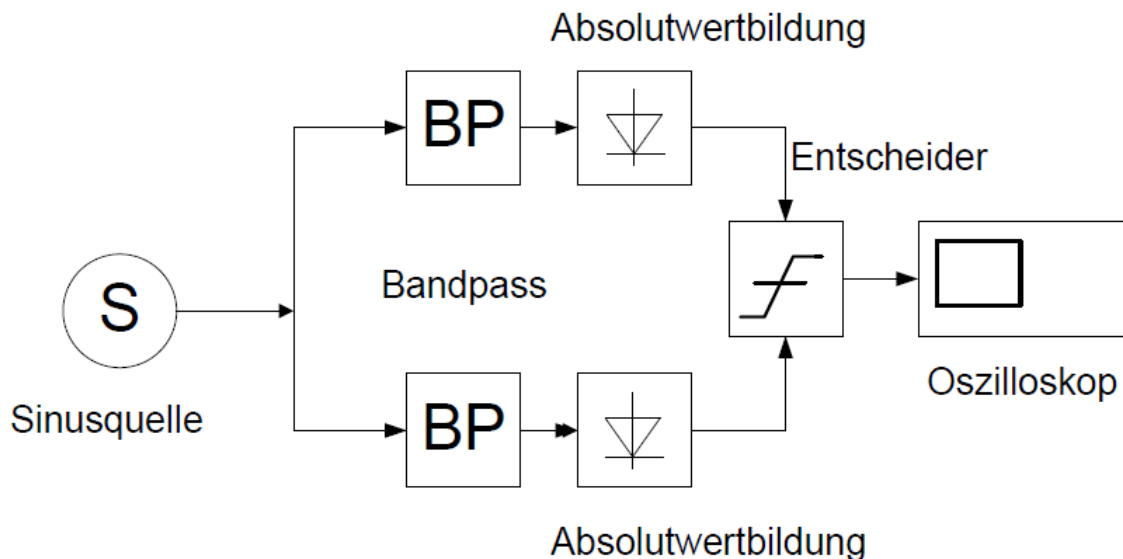 Absolutwertbildung
BP
Entscheider
Bandpass
S
Sinusquelle
BP
Oszilloskop
Absolutwertbildung